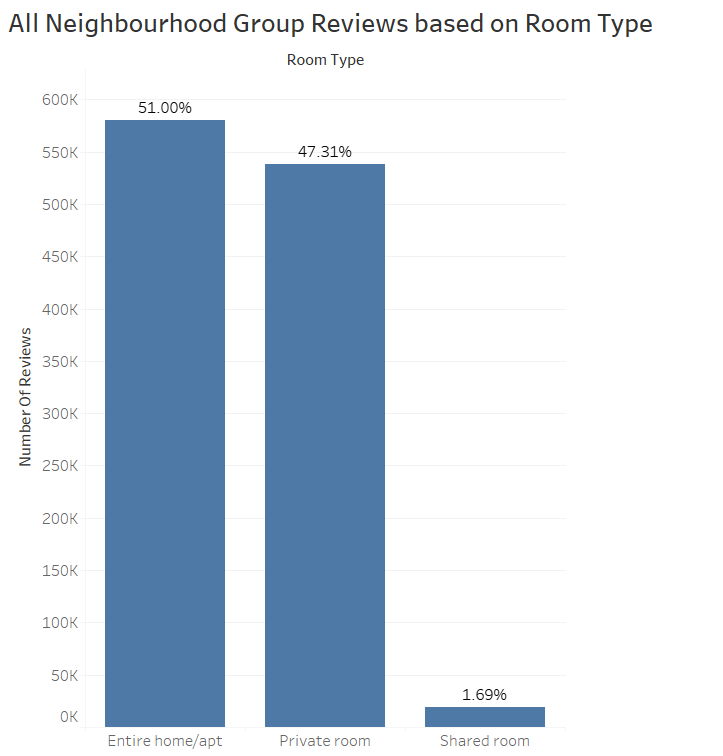 All Neighbourhood Group Reviews based on Room Type
Room Type
600K
550K
500K
450K
400K
350K
300K
250K
200K
150K
100K
50K
0K
Number Of Reviews
51.00%
47.31%
1.69%
Entire home/apt
Private room
Shared room